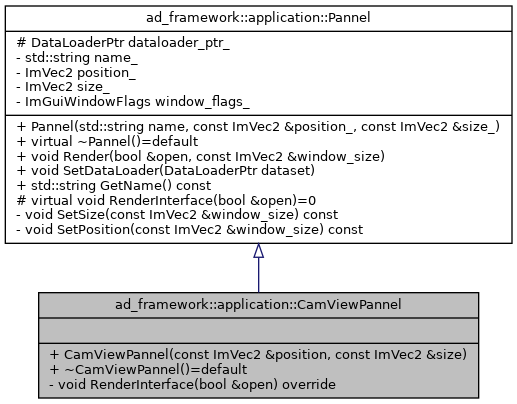 ad_framework::application::Pannel
# DataLoaderPtr dataloader_ptr_
- std::string name_
- ImVec2 position_
- ImVec2 size_
- ImGuiWindowFlags window_flags_
+ Pannel(std::string name, const ImVec2 &position_, const ImVec2 &size_)
+ virtual ~Pannel()=default
+ void Render(bool &open, const ImVec2 &window_size)
+ void SetDataLoader(DataLoaderPtr dataset)
+ std::string GetName() const
# virtual void RenderInterface(bool &open)=0
- void SetSize(const ImVec2 &window_size) const
- void SetPosition(const ImVec2 &window_size) const
ad_framework::application::CamViewPannel
+ CamViewPannel(const ImVec2 &position, const ImVec2 &size)
+ ~CamViewPannel()=default
- void RenderInterface(bool &open) override